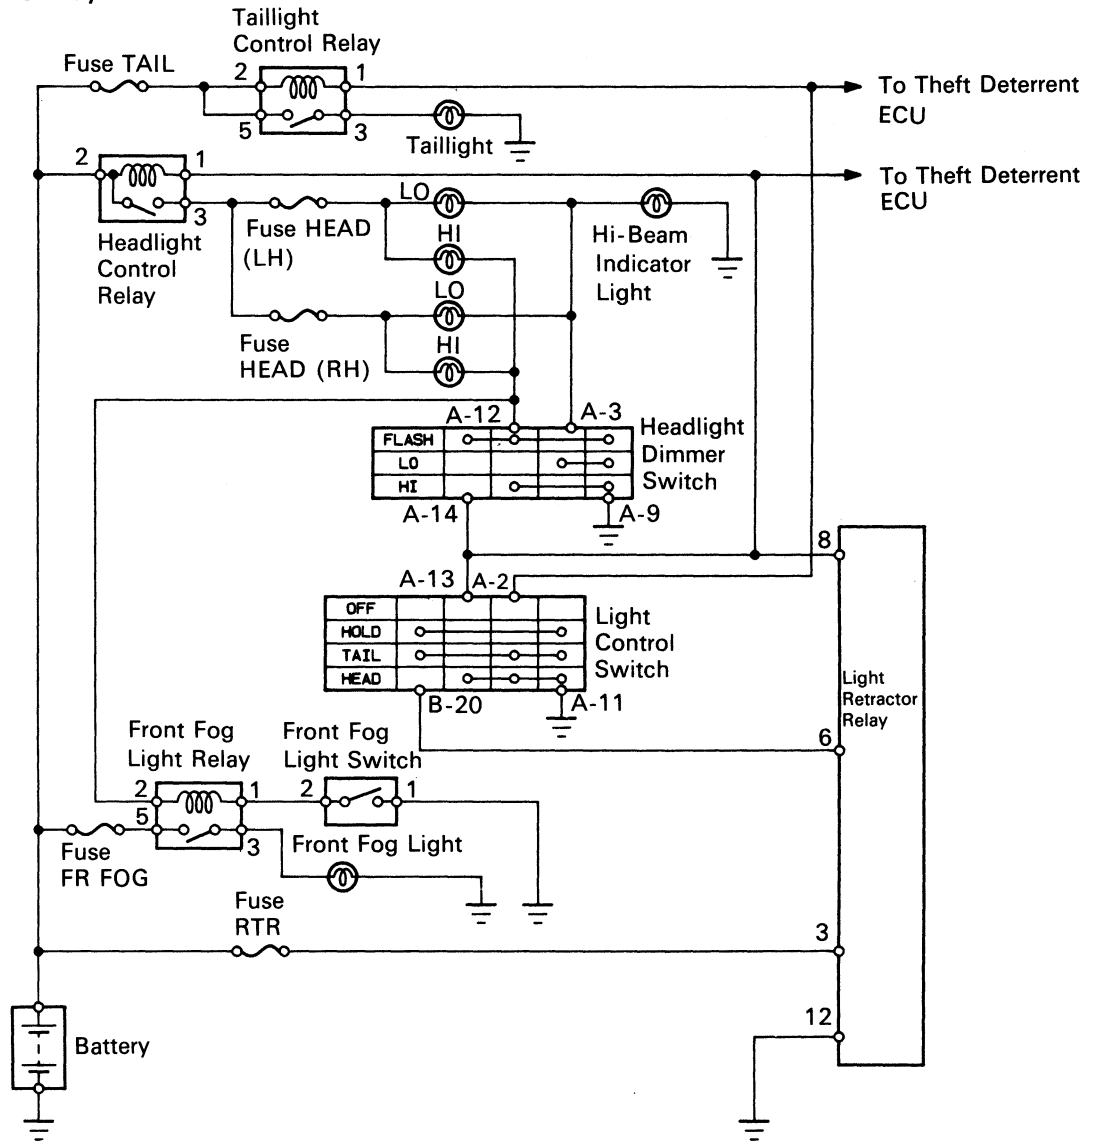 Taillight
Control Relay
Fuse TAIL
2
1
5
3
Taillight
To Theft Deterrent
ECU
2
1
3
Headlight
Control
Relay
To Theft Deterrent
ECU
LO
Fuse HEAD
(LH)
HI
LO
Fuse
HEAD (RH)
HI
Hi-Beam
Indicator
Light
A-12
A-3
FLASH
LO
HI
Headlight
Dimmer
Switch
A-14
A-9
A-13
A-2
OFF
HOLD
TAIL
HEAD
Light
Control
Switch
B-20
A-11
8
6
3
12
Light
Retractor
Relay
Front Fog
Light Relay
2
1
5
3
Front Fog
Light Switch
2
1
Fuse
FR FOG
Front Fog Light
Fuse
RTR
Battery